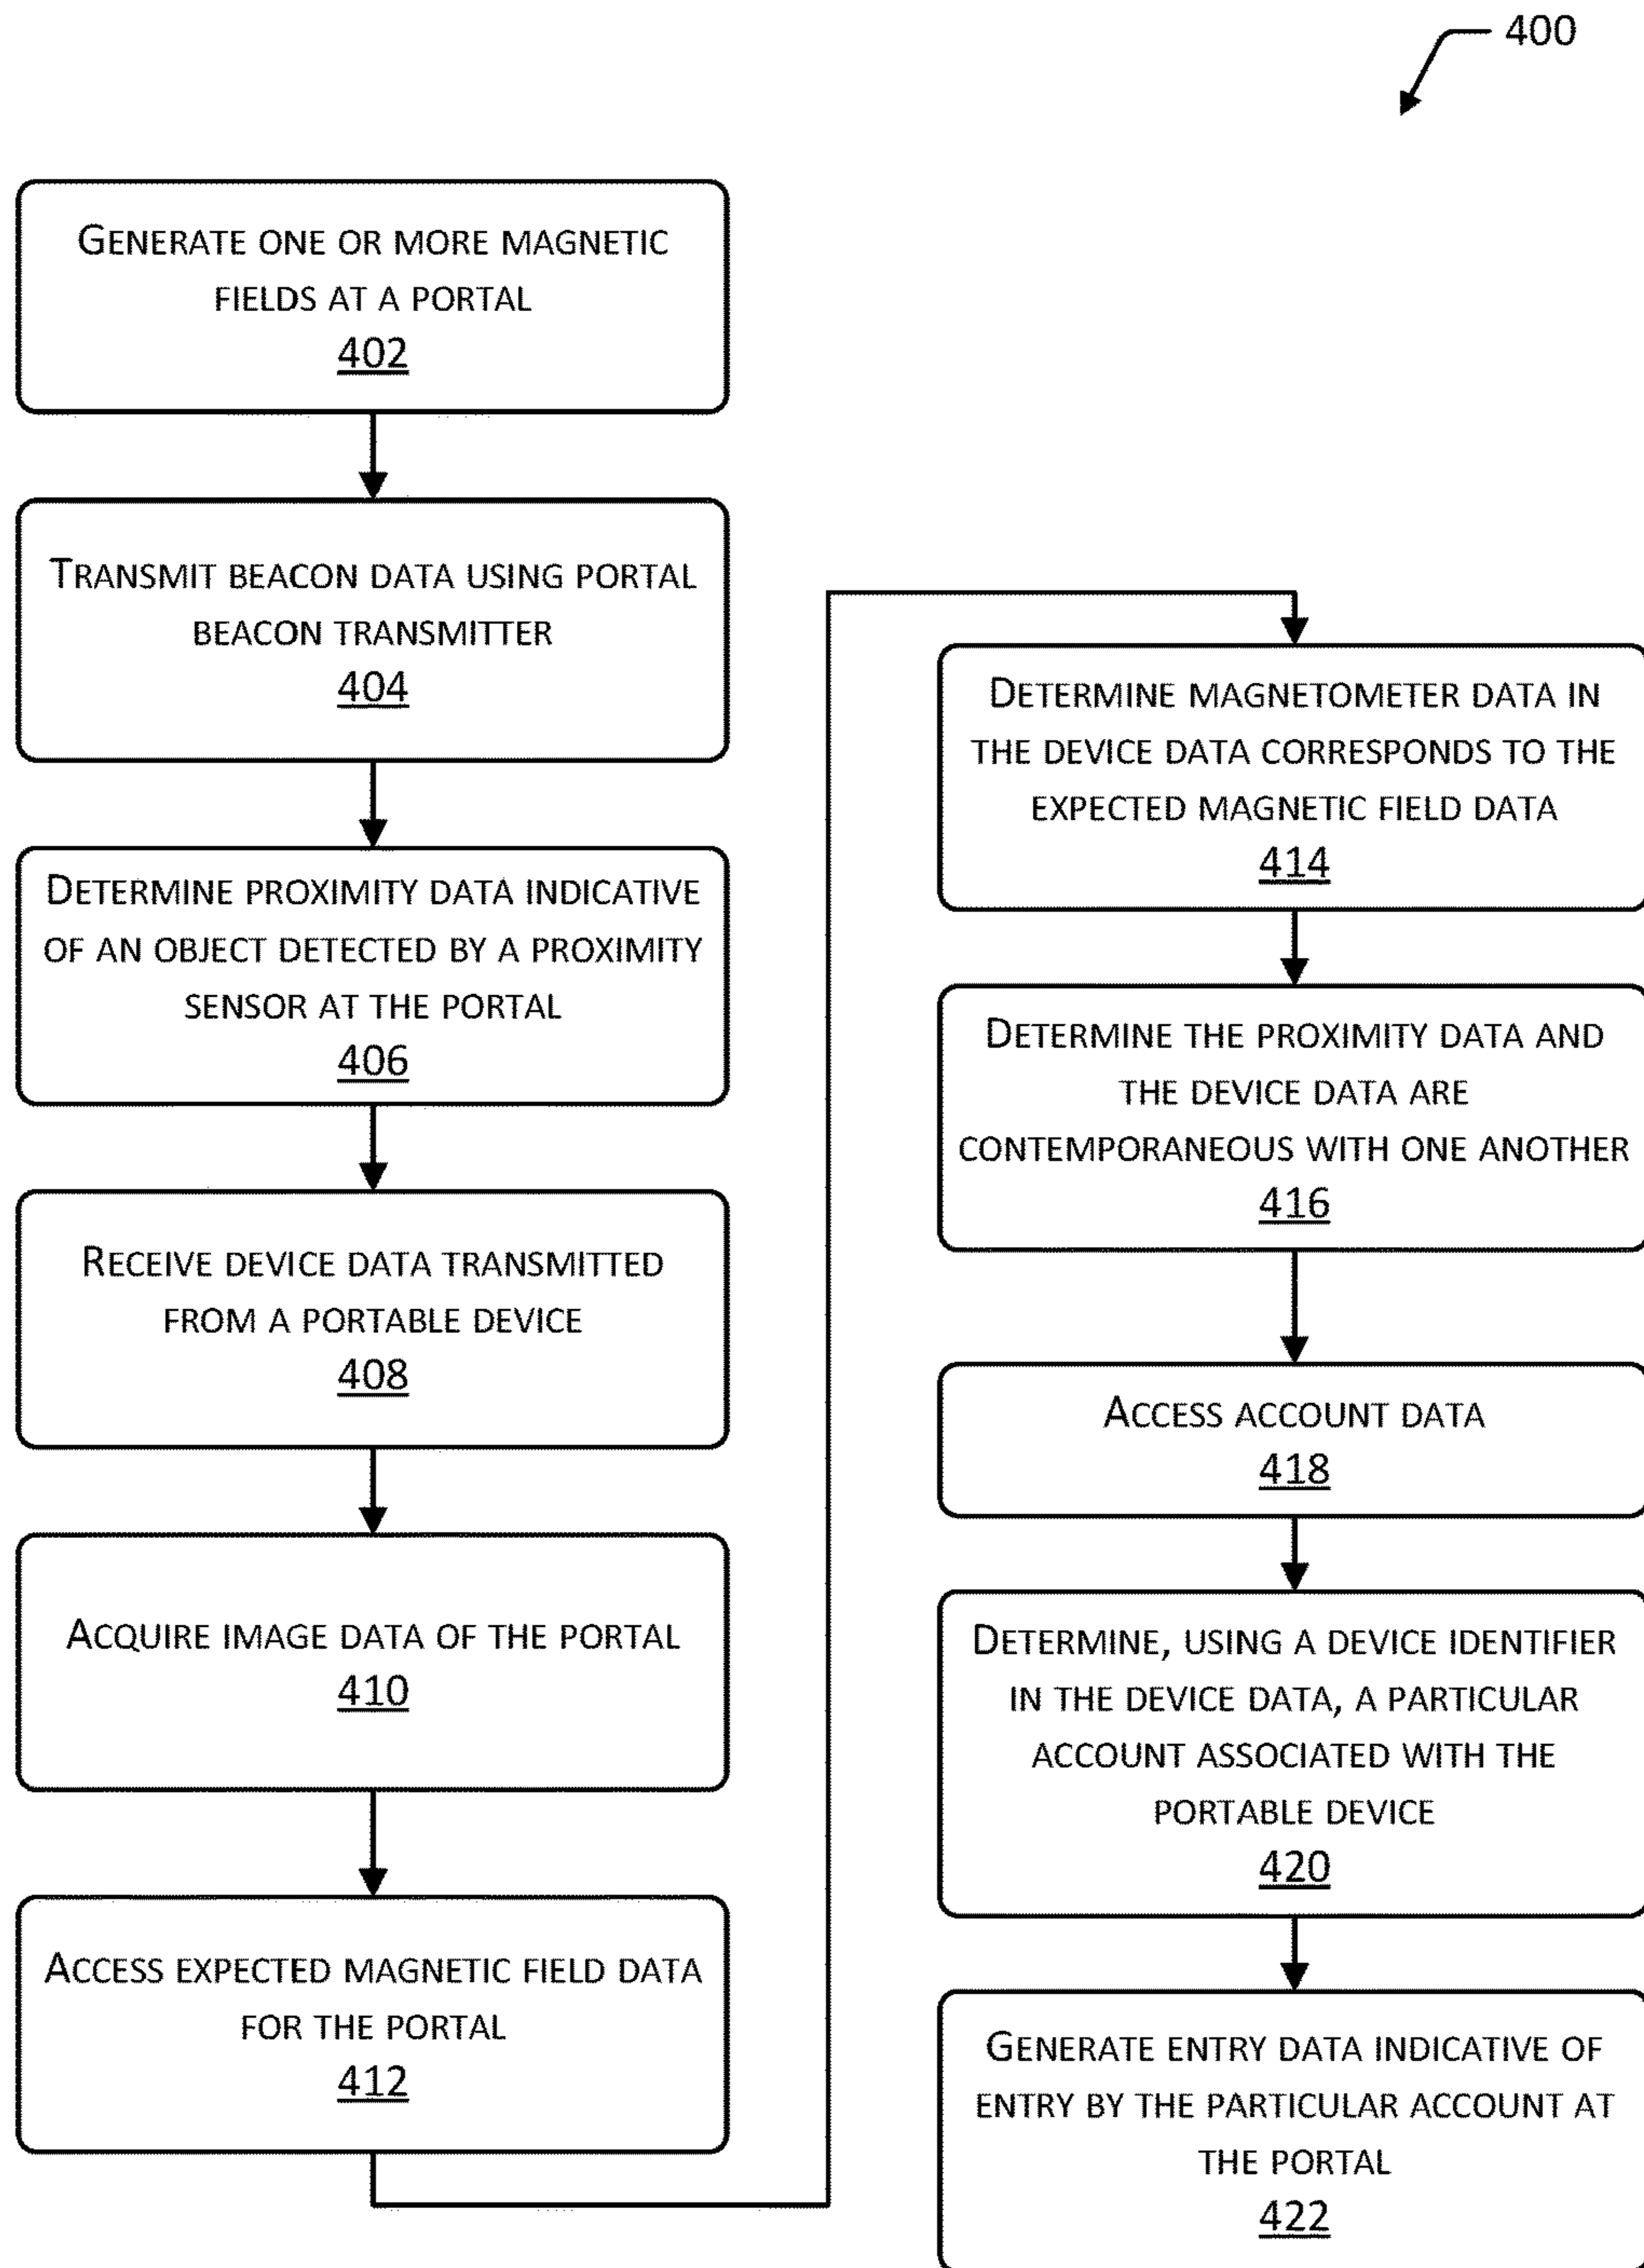 400
GENERATE ONE OR MORE MAGNETIC
FIELDS AT A PORTAL
402
TRANSMIT BEACON DATA USING PORTAL
BEACON TRANSMITTER
404
DETERMINE PROXIMITY DATA INDICATIVE
OF AN OBJECT DETECTED BY A PROXIMITY
SENSOR AT THE PORTAL
406
RECEIVE DEVICE DATA TRANSMITTED
FROM A PORTABLE DEVICE
408
ACQUIRE IMAGE DATA OF THE PORTAL
410
ACCESS EXPECTED MAGNETIC FIELD DATA
FOR THE PORTAL
412
DETERMINE MAGNETOMETER DATA IN
THE DEVICE DATA CORRESPONDS TO THE
EXPECTED MAGNETIC FIELD DATA
414
DETERMINE THE PROXIMITY DATA AND
THE DEVICE DATA ARE
CONTEMPORANEOUS WITH ONE ANOTHER
416
ACCESS ACCOUNT DATA
418
DETERMINE, USING A DEVICE IDENTIFIER
IN THE DEVICE DATA, A PARTICULAR
ACCOUNT ASSOCIATED WITH THE
PORTABLE DEVICE
420
GENERATE ENTRY DATA INDICATIVE OF
ENTRY BY THE PARTICULAR ACCOUNT AT
THE PORTAL
422